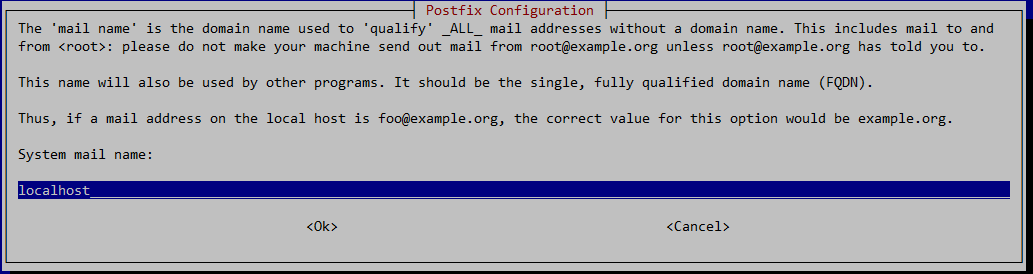 Postfix Configuration
The 'mail name' is the domain name used to 'qualify' _ALL_ mail addresses without a domain name. This includes mail to and
from <root>: please do not make your machine send out mail from root@example.org unless root@example.org has told you to.
This name will also be used by other programs. It should be the single, fully qualified domain name (FQDN).
Thus, if a mail address on the local host is foo@example.org, the correct value for this option would be example.org.
System mail name:
localhost
<Ok> <Cancel>